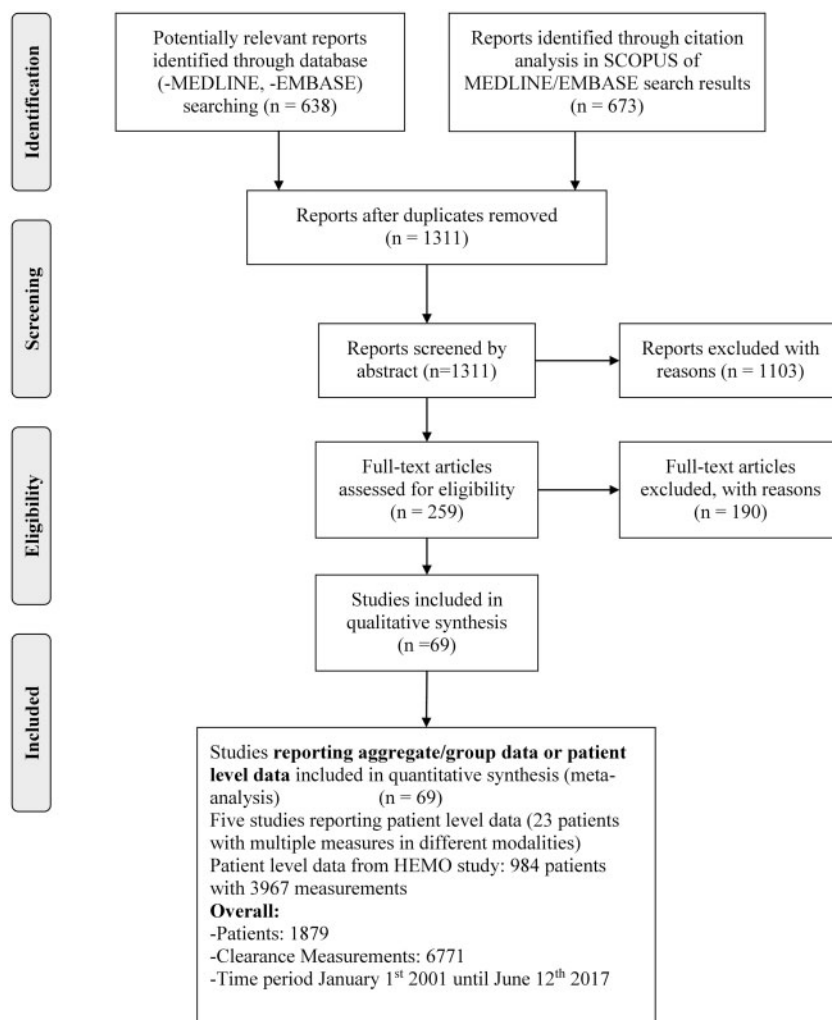 Identification
Potentially relevant reports
identified through database
(-MEDLINE, -EMBASE)
searching (n = 638)
Reports identified through citation
analysis in SCOPUS of
MEDLINE/EMBASE search results
(n = 673)
Reports after duplicates removed
(n = 1311)
Screening
Reports screened by
abstract (n=1311)
Reports excluded with
reasons (n = 1103)
Eligibility
Full-text articles
assessed for eligibility
(n = 259)
Full-text articles
excluded, with reasons
(n = 190)
Studies included in
qualitative synthesis
(n =69)
Included
Studies reporting aggregate/group data or patient
level data included in quantitative synthesis (meta-
analysis) (n = 69)
Five studies reporting patient level data (23 patients
with multiple measures in different modalities)
Patient level data from HEMO study: 984 patients
with 3967 measurements
Overall:
-Patients: 1879
-Clearance Measurements: 6771
-Time period January 1st 2001 until June 12th 2017